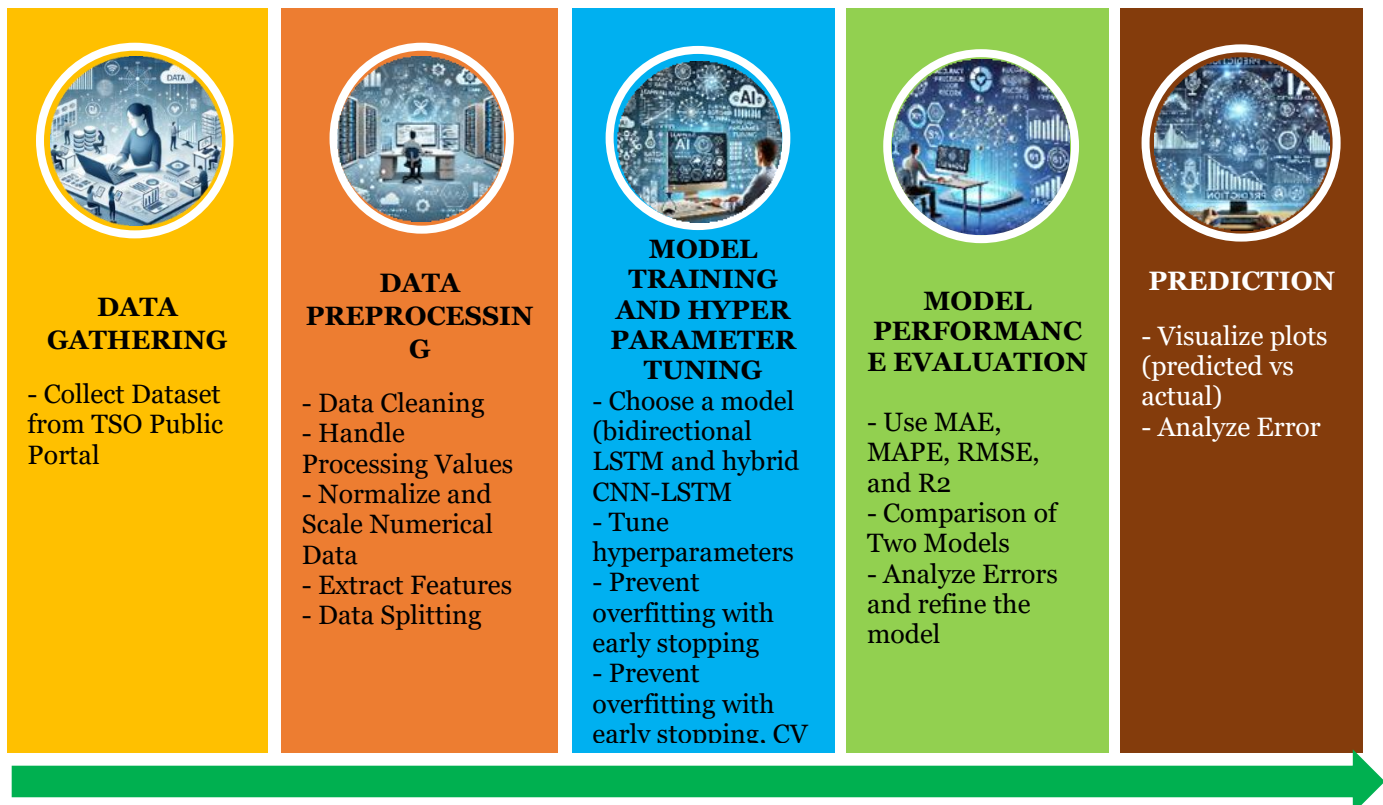 DATA
DATA
GATHERING
- Collect Dataset
from TSO Public
Portal
DATA
PREPROCESSIN
G
- Data Cleaning
- Handle
Processing Values
- Normalize and
Scale Numerical
Data
- Extract Features
- Data Splitting
AI
AI
MODEL
TRAINING
AND HYPER
PARAMETER
TUNING
- Choose a model
(bidirectional
LSTM and hybrid
CNN-LSTM
- Tune
hyperparameters
- Prevent
overfitting with
early stopping
- Prevent
overfitting with
early stopping, CV
MODEL
PERFORMANC
E EVALUATION
- Use MAE,
MAPE, RMSE,
and R2
- Comparison of
Two Models
- Analyze Errors
and refine the
model
PREDICTION
- Visualize plots
(predicted vs
actual)
- Analyze Error